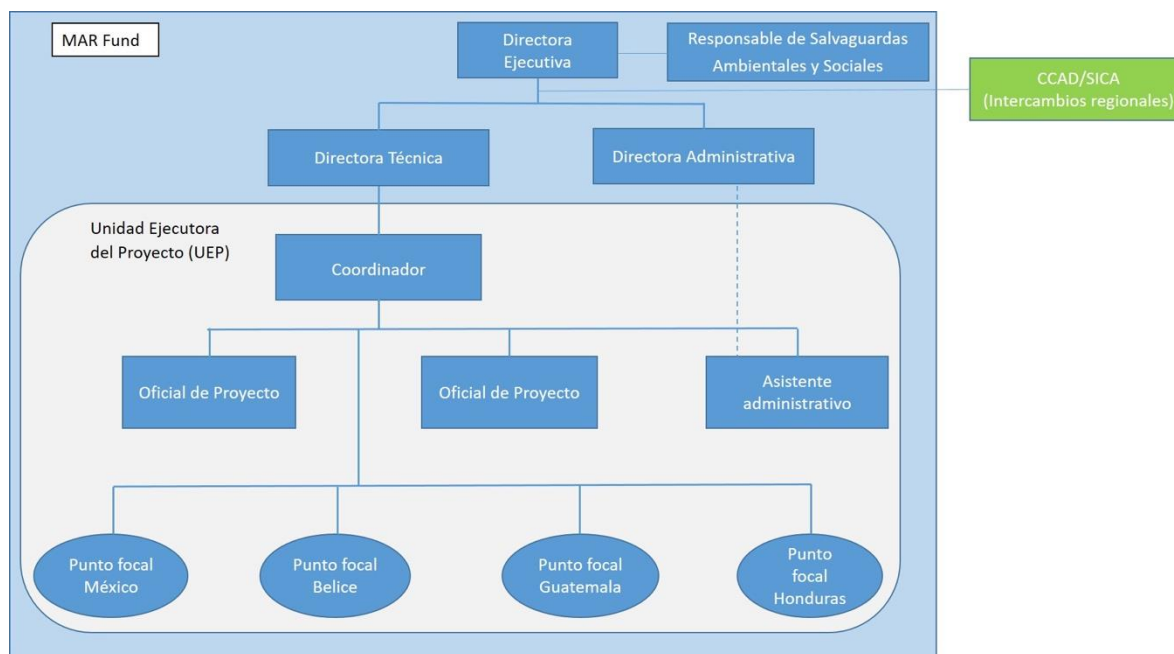 MAR Fund
Directora
Ejecutiva
Responsable de Salvaguardas
Ambientales y Sociales
CCAD/SICA
(Intercambios regionales)
Directora Técnica
Directora Administrativa
Unidad Ejecutora
del Proyecto (UEP)
Coordinador
Oficial de Proyecto
Oficial de Proyecto
Asistente
administrativo
Punto focal
México
Punto focal
Belice
Punto focal
Guatemala
Punto
focal
Honduras